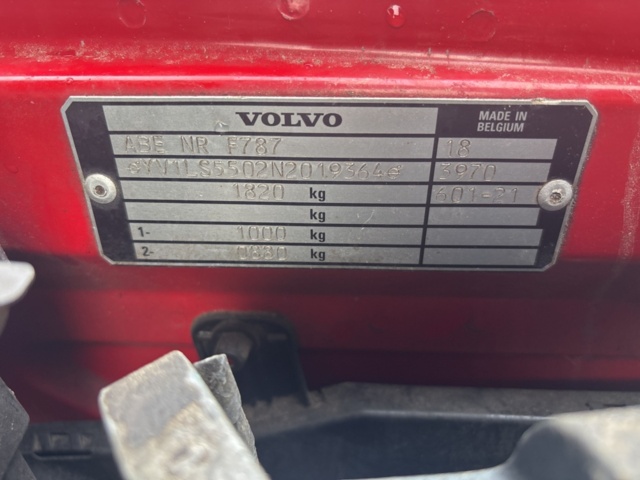 VOLVO MADE IN BELGIUM
ABE NR F787 18
*YV1LS5502N2019364* 3970
1820 kg 601-21
kg
1- 1000 kg
2- kg